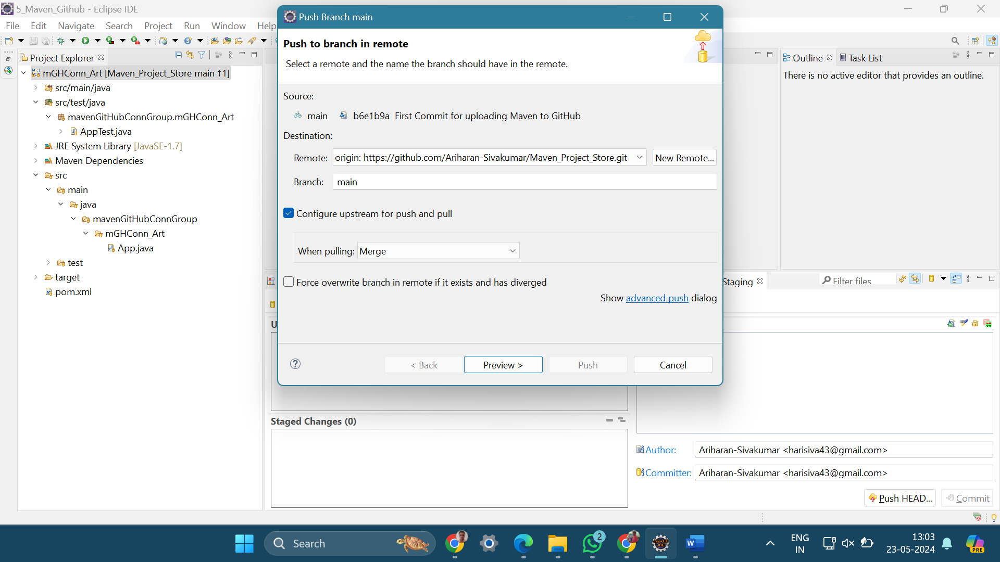 5_Maven_Github - Eclipse IDE
File Edit Navigate Search Project Run Window Help
Project Explorer
mGHConn_Art [Maven_Project_Store main ↑1]
src/main/java
src/test/java
mavenGitHubConnGroup.mGHConn_Art
AppTest.java
JRE System Library [JavaSE-1.7]
Maven Dependencies
src
main
java
mavenGitHubConnGroup
mGHConn_Art
App.java
test
target
pom.xml
Push Branch main
Push to branch in remote
Select a remote and the name the branch should have in the remote.
Source:
main b6e1b9a First Commit for uploading Maven to GitHub
Destination:
Remote: origin: https://github.com/Ariharan-Sivakumar/Maven_Project_Store.git New Remote...
Branch: main
Configure upstream for push and pull
When pulling: Merge
Force overwrite branch in remote if it exists and has diverged
Show advanced push dialog
< Back Preview > Push Cancel
Outline Task List
There is no active editor that provides an outline.
Staging Filter files
U
Staged Changes (0)
Author: Ariharan-Sivakumar <harisiva43@gmail.com>
Committer: Ariharan-Sivakumar <harisiva43@gmail.com>
Push HEAD... Commit
Search
2
Java EE
IDE
W
ENG
IN
13:03
23-05-2024
PRE